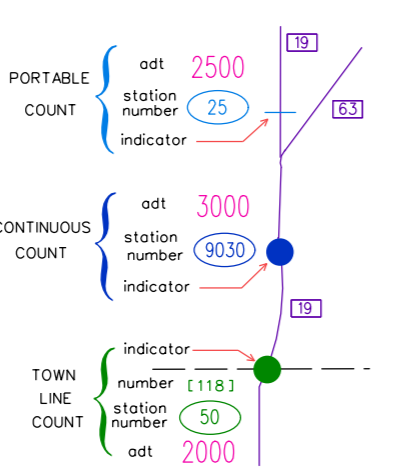 19
adt 2500
PORTABLE
COUNT
station
number 25
63
indicator
adt 3000
CONTINUOUS
COUNT
station
number 9030
indicator
19
indicator
TOWN
LINE
COUNT
number [118]
station
number 50
adt 2000